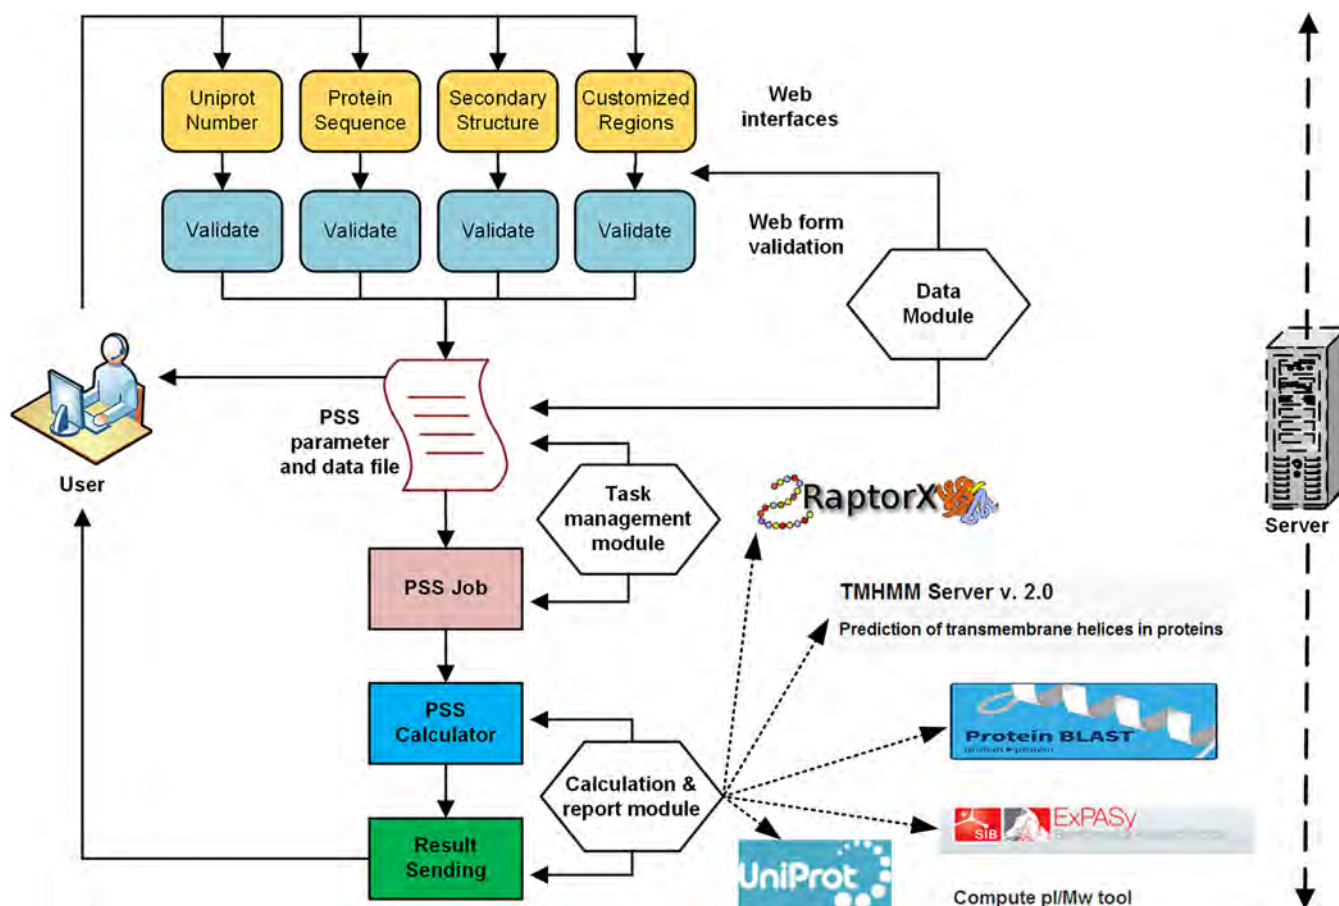 Uniprot
Number
Protein
Sequence
Secondary
Structure
Customized
Regions
Web
interfaces
Validate
Validate
Validate
Validate
Web form
validation
Data
Module
PSS
parameter
and data file
User
Task
management
module
RaptorX
Server
PSS Job
TMHMM Server v. 2.0
Prediction of transmembrane helices in proteins
PSS
Calculator
Protein BLAST
Calculation &
report module
SIB
ExPASy
Result
Sending
UniProt
Compute pI/Mw tool